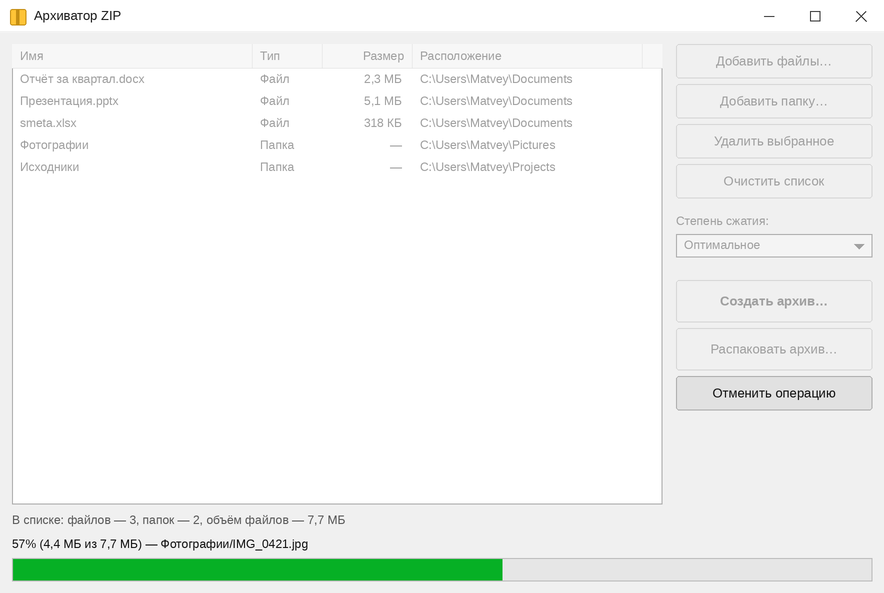 Архиватор ZIP
Имя Тип Размер Расположение
Отчёт за квартал.docx Файл 2,3 МБ C:\Users\Matvey\Documents
Презентация.pptx Файл 5,1 МБ C:\Users\Matvey\Documents
smeta.xlsx Файл 318 КБ C:\Users\Matvey\Documents
Фотографии Папка — C:\Users\Matvey\Pictures
Исходники Папка — C:\Users\Matvey\Projects
Добавить файлы…
Добавить папку…
Удалить выбранное
Очистить список
Степень сжатия:
Оптимальное
Создать архив…
Распаковать архив…
Отменить операцию
В списке: файлов — 3, папок — 2, объём файлов — 7,7 МБ
57% (4,4 МБ из 7,7 МБ) — Фотографии/IMG_0421.jpg